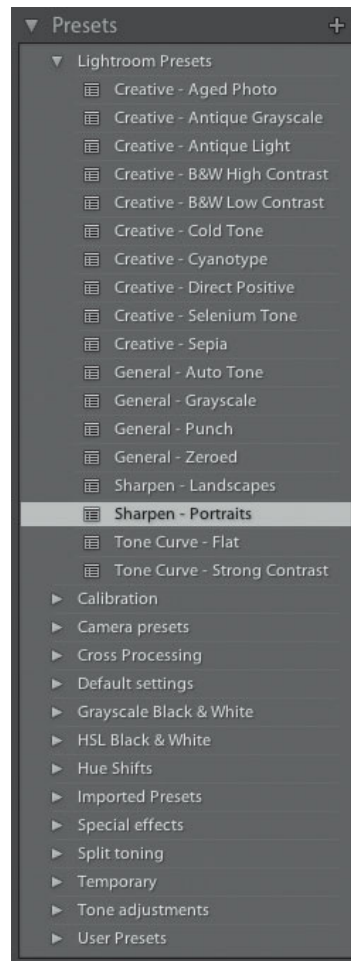 Presets
Lightroom Presets
Creative - Aged Photo
Creative - Antique Grayscale
Creative - Antique Light
Creative - B&W High Contrast
Creative - B&W Low Contrast
Creative - Cold Tone
Creative - Cyanotype
Creative - Direct Positive
Creative - Selenium Tone
Creative - Sepia
General - Auto Tone
General - Grayscale
General - Punch
General - Zeroed
Sharpen - Landscapes
Sharpen - Portraits
Tone Curve - Flat
Tone Curve - Strong Contrast
Calibration
Camera presets
Cross Processing
Default settings
Grayscale Black & White
HSL Black & White
Hue Shifts
Imported Presets
Special effects
Split toning
Temporary
Tone adjustments
User Presets